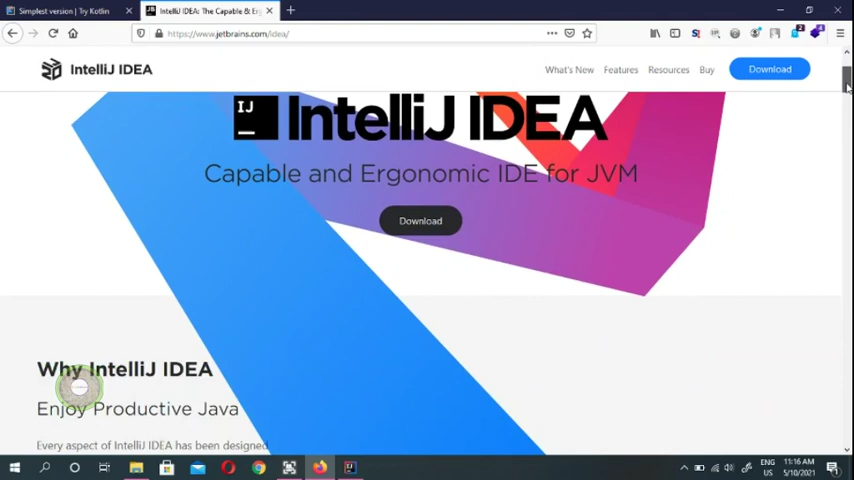 Simplest version | Try Kotlin
IntelliJ IDEA: The Capable & Erg
https://www.jetbrains.com/idea/
IntelliJ IDEA
What's New
Features
Resources
Buy
Download
IJ
IntelliJ IDEA
Capable and Ergonomic IDE for JVM
Download
Why IntelliJ IDEA
Enjoy Productive Java
Every aspect of IntelliJ IDEA has been designed
ENG
11:16 AM
US
5/10/2021